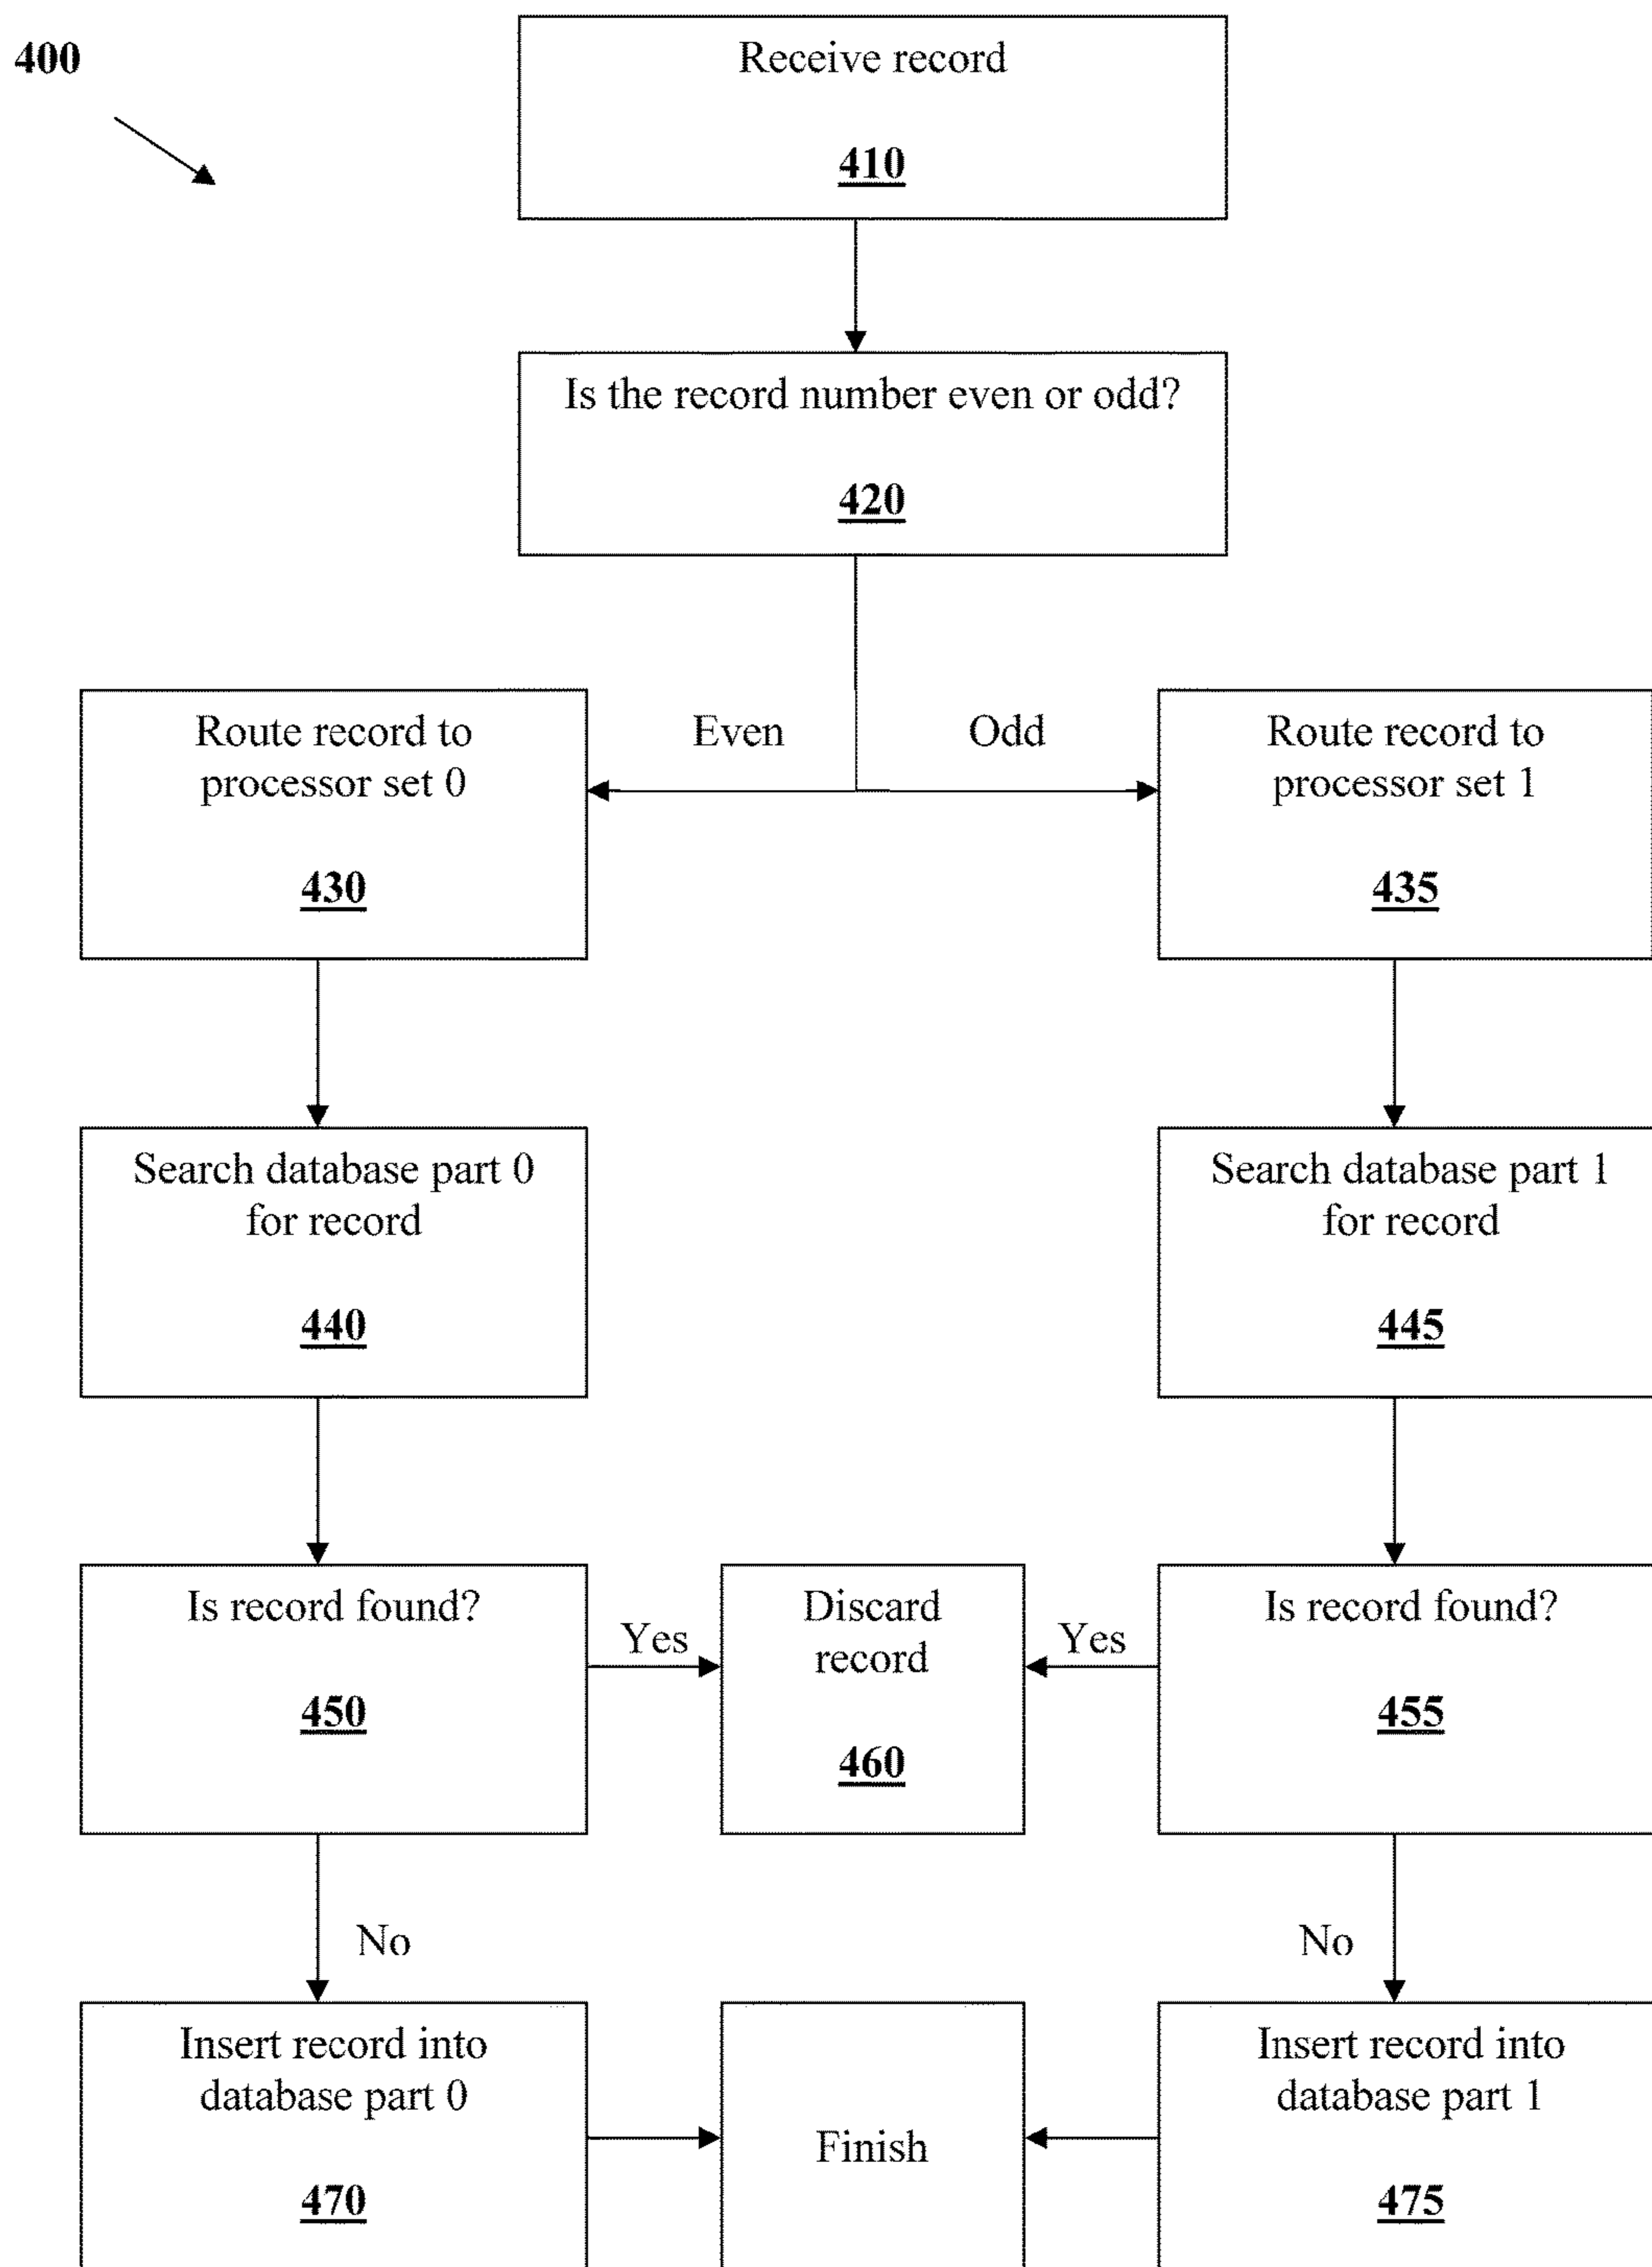 400
Receive record
410
Is the record number even or odd?
420
Even
Odd
Route record to
processor set 0
430
Route record to
processor set 1
435
Search database part 0
for record
440
Search database part 1
for record
445
Is record found?
450
Yes
Discard
record
460
Yes
Is record found?
455
No
No
Insert record into
database part 0
470
Finish
Insert record into
database part 1
475